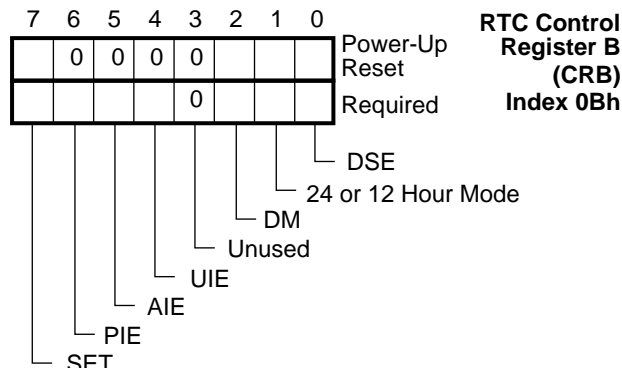 7 6 5 4 3 2 1 0
RTC Control
Register B
(CRB)
Index 0Bh
0 0 0 0
Power-Up
Reset
0
Required
DSE
24 or 12 Hour Mode
DM
Unused
UIE
AIE
PIE
SET